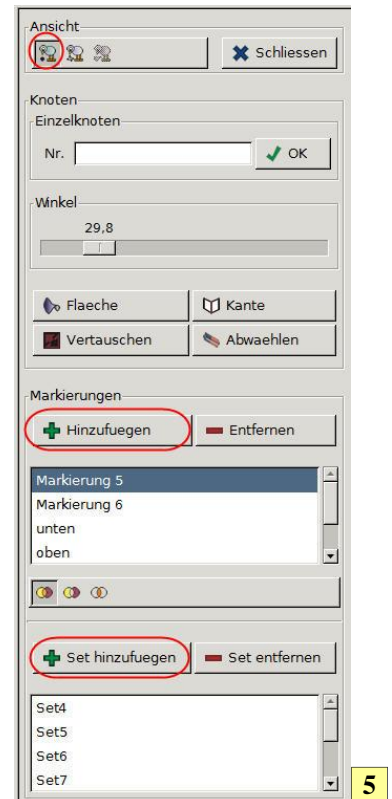 Ansicht
Schliessen
Knoten
Einzelknoten
Nr.
OK
Winkel
29,8
Flaeche
Kante
Vertauschen
Abwaehlen
Markierungen
Hinzufuegen
Entfernen
Markierung 5
Markierung 6
unten
oben
Set hinzufuegen
Set entfernen
Set4
Set5
Set6
Set7
5